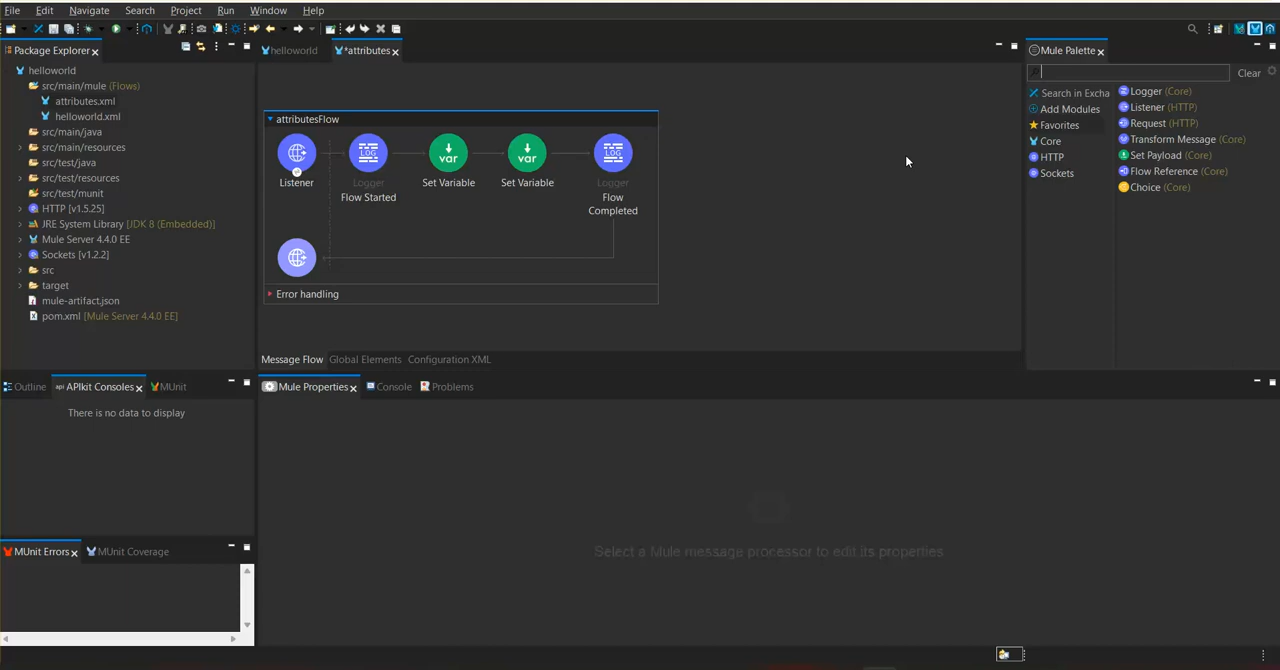 File Edit Navigate Search Project Run Window Help
Package Explorer
helloworld
src/main/mule (Flows)
attributes.xml
helloworld.xml
src/main/java
src/main/resources
src/test/java
src/test/resources
src/test/munit
HTTP [v1.5.25]
JRE System Library [JDK 8 (Embedded)]
Mule Server 4.4.0 EE
Sockets [v1.2.2]
src
target
mule-artifact.json
pom.xml [Mule Server 4.4.0 EE]
helloworld *attributes
attributesFlow
LOG var var LOG
Listener Logger Set Variable Set Variable Logger
Flow Started Flow
Completed
Error handling
Message Flow Global Elements Configuration XML
Mule Palette
Clear
Search in Excha
Add Modules
Favorites
Core
HTTP
Sockets
Logger (Core)
Listener (HTTP)
Request (HTTP)
Transform Message (Core)
Set Payload (Core)
Flow Reference (Core)
Choice (Core)
Outline api APIkit Consoles MUnit
There is no data to display
MUnit Errors MUnit Coverage
Mule Properties Console Problems
Select a Mule message processor to edit its properties